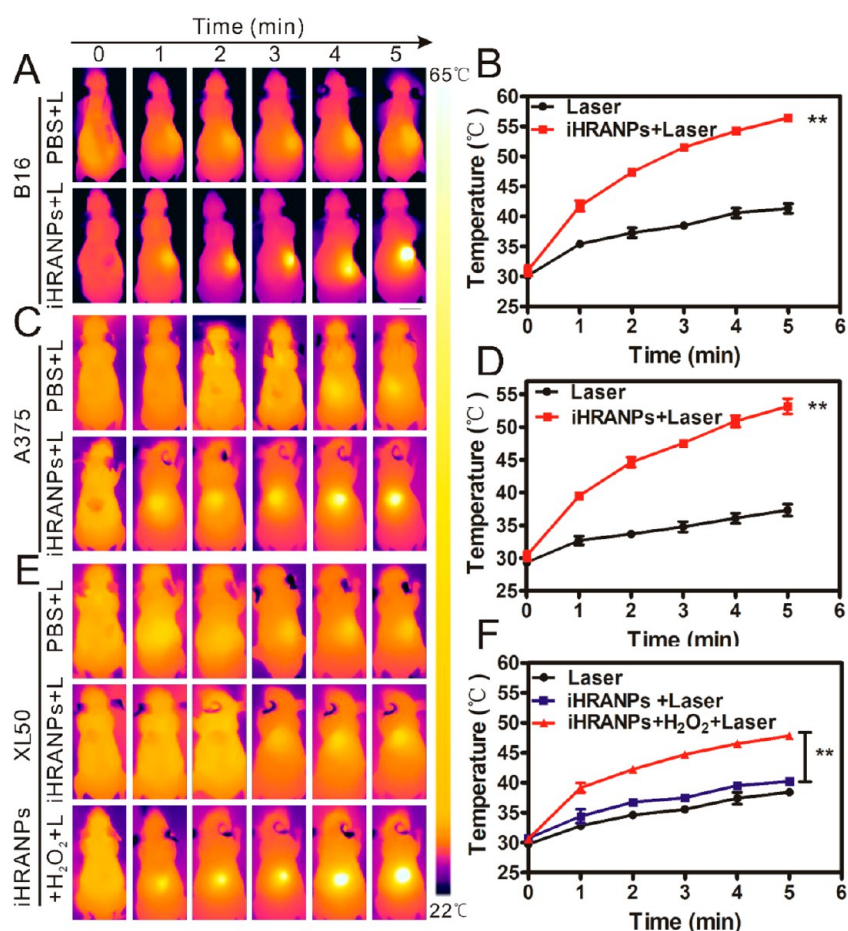 Time (min)
0 1 2 3 4 5
A
B16
PBS+L
iHRANPs+L
65℃
22℃
B
Laser
iHRANPs+Laser
**
Temperature (℃)
60
55
50
45
40
35
30
25
0 1 2 3 4 5
Time (min)
C
A375
PBS+L
iHRANPs+L
D
Laser
iHRANPs+Laser
**
Temperature (℃)
55
50
45
40
35
30
25
0 1 2 3 4 5
Time (min)
E
XL50
PBS+L
iHRANPs+L
iHRANPs
+H₂O₂+L
F
Laser
iHRANPs +Laser
iHRANPs+H₂O₂+Laser
**
Temperature (℃)
60
55
50
45
40
35
30
25
0 1 2 3 4 5
Time (min)